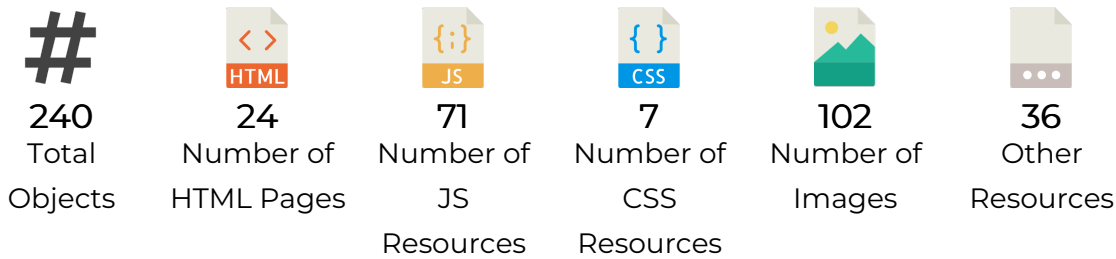 #
< >
HTML
240
Total
Objects
24
Number of
HTML Pages
{;}
JS
71
Number of
JS
Resources
{ }
CSS
7
Number of
CSS
Resources
102
Number of
Images
36
Other
Resources